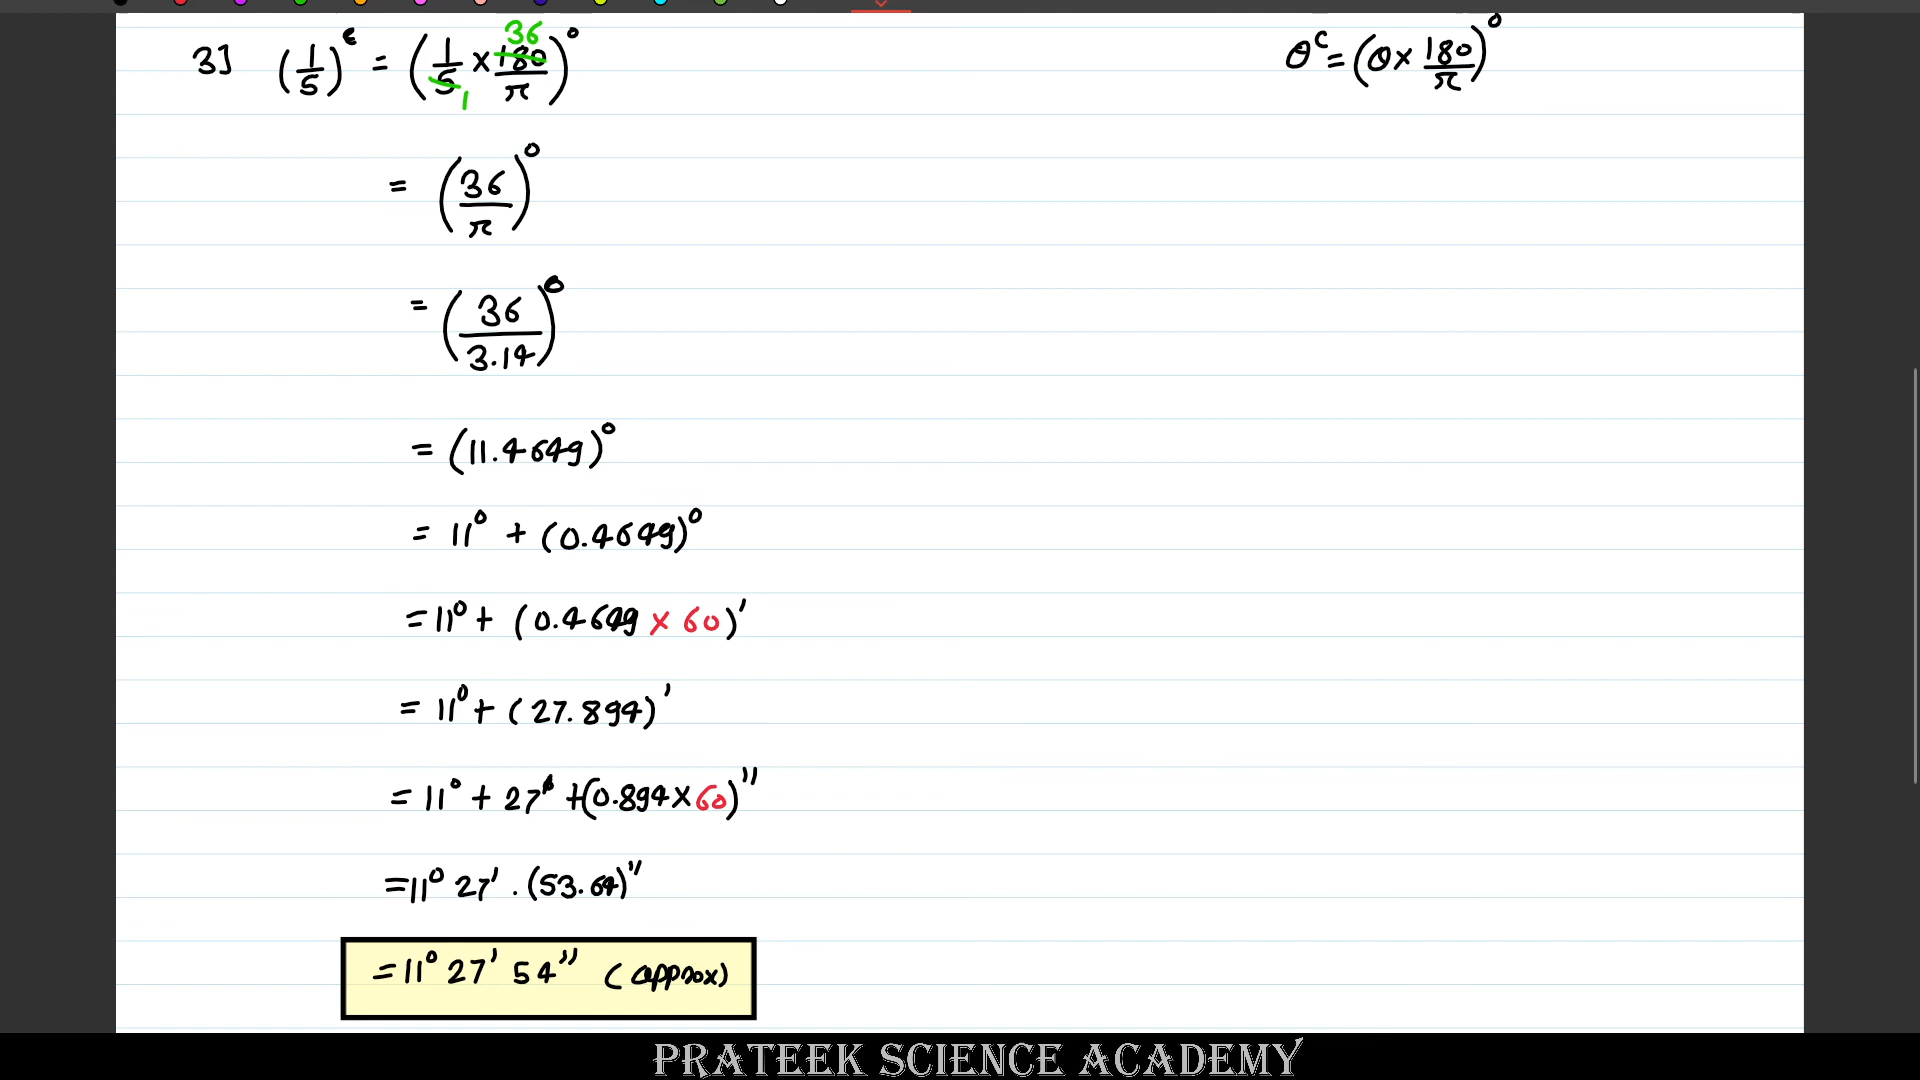 3] (1/5)ᶜ = (1/5 × 180/π)° 36 1 θᶜ = (θ × 180/π)°
= (36/π)°
= (36/3.14)°
= (11.4649)°
= 11° + (0.4649)°
= 11° + (0.4649 × 60)'
= 11° + (27.894)'
= 11° + 27' + (0.894 × 60)''
= 11° 27' . (53.64)''
= 11° 27' 54'' (approx)
PRATEEK SCIENCE ACADEMY